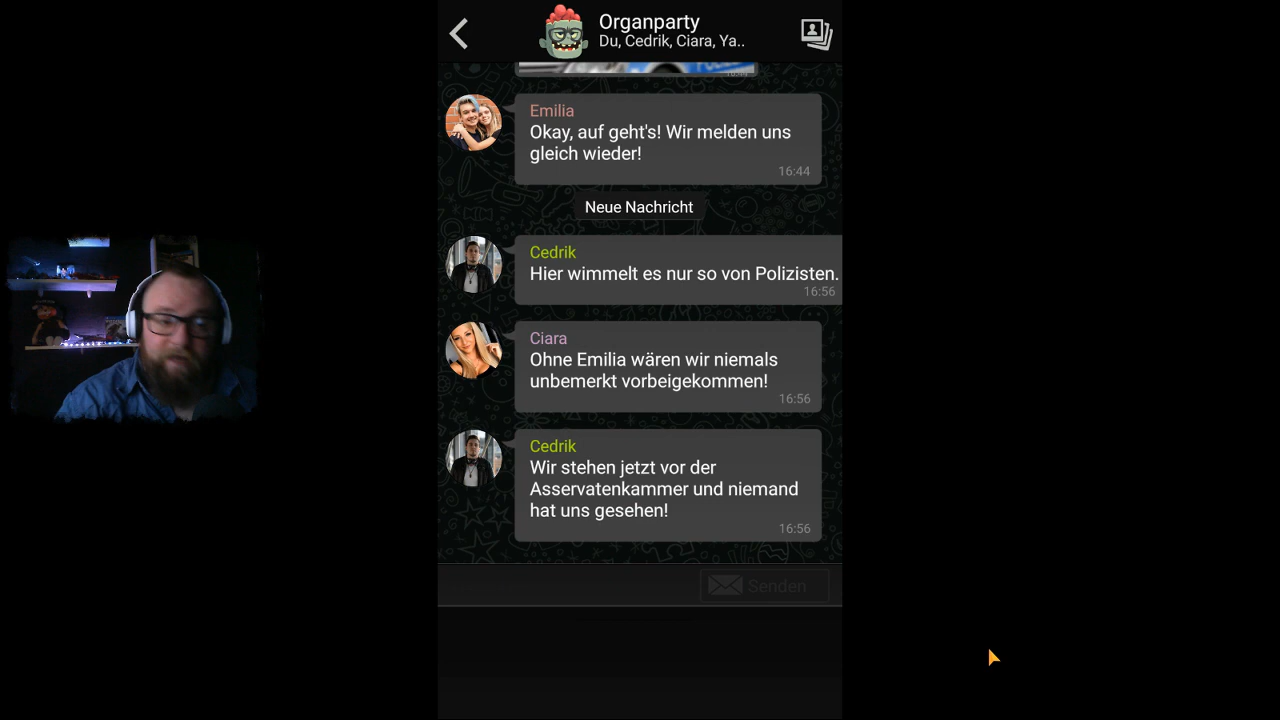 Organparty
Du, Cedrik, Ciara, Ya..
Emilia
Okay, auf geht's! Wir melden uns
gleich wieder!
16:44
Neue Nachricht
Cedrik
Hier wimmelt es nur so von Polizisten.
16:56
Ciara
Ohne Emilia wären wir niemals
unbemerkt vorbeigekommen!
16:56
Cedrik
Wir stehen jetzt vor der
Asservatenkammer und niemand
hat uns gesehen!
16:56
Senden